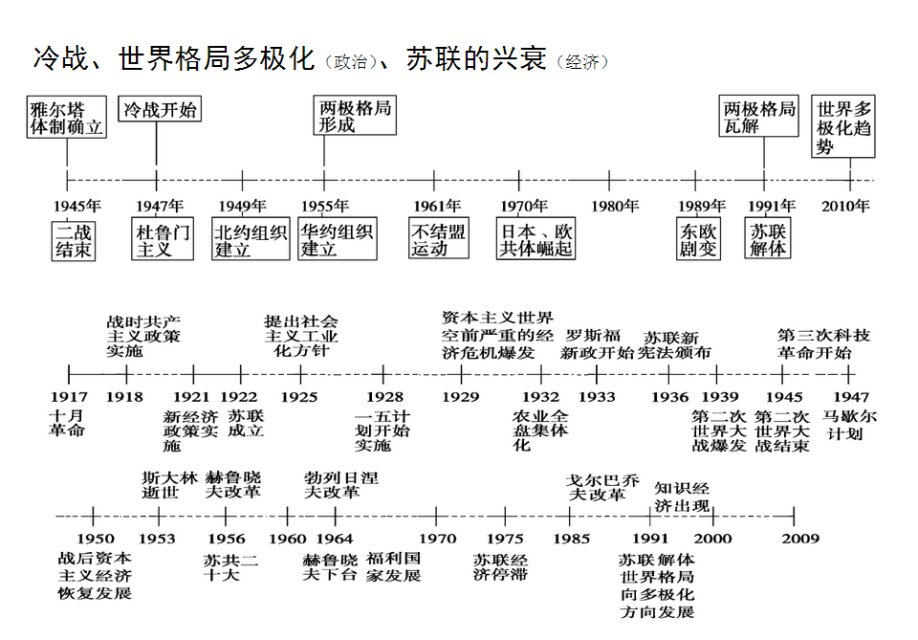 冷战、世界格局多极化（政治）、苏联的兴衰（经济）
雅尔塔
体制确立
冷战开始
两极格局
形成
两极格局
瓦解
世界多
极化趋
势
1945年
1947年
1949年
1955年
1961年
1970年
1980年
1989年
1991年
2010年
二战
结束
杜鲁门
主义
北约组织
建立
华约组织
建立
不结盟
运动
日本、欧
共体崛起
东欧
剧变
苏联
解体
战时共产
主义政策
实施
提出社会
主义工业
化方针
资本主义世界
空前严重的经
济危机爆发
罗斯福
新政开始
苏联新
宪法颁布
第三次科技
革命开始
1917
1918
1921
1922
1925
1928
1929
1932
1933
1936
1939
1945
1947
十月
革命
新经济
政策实
施
苏联
成立
一五计
划开始
实施
农业全
盘集体
化
第二次
世界大
战爆发
第二次
世界大
战结束
马歇尔
计划
斯大林
逝世
赫鲁晓
夫改革
勃列日涅
夫改革
戈尔巴乔
夫改革
知识经
济出现
1950
1953
1956
1960
1964
1970
1975
1985
1991
2000
2009
战后资本
主义经济
恢复发展
苏共二
十大
赫鲁晓
夫下台
福利国
家发展
苏联经
济停滞
苏联解体
世界格局
向多极化
方向发展